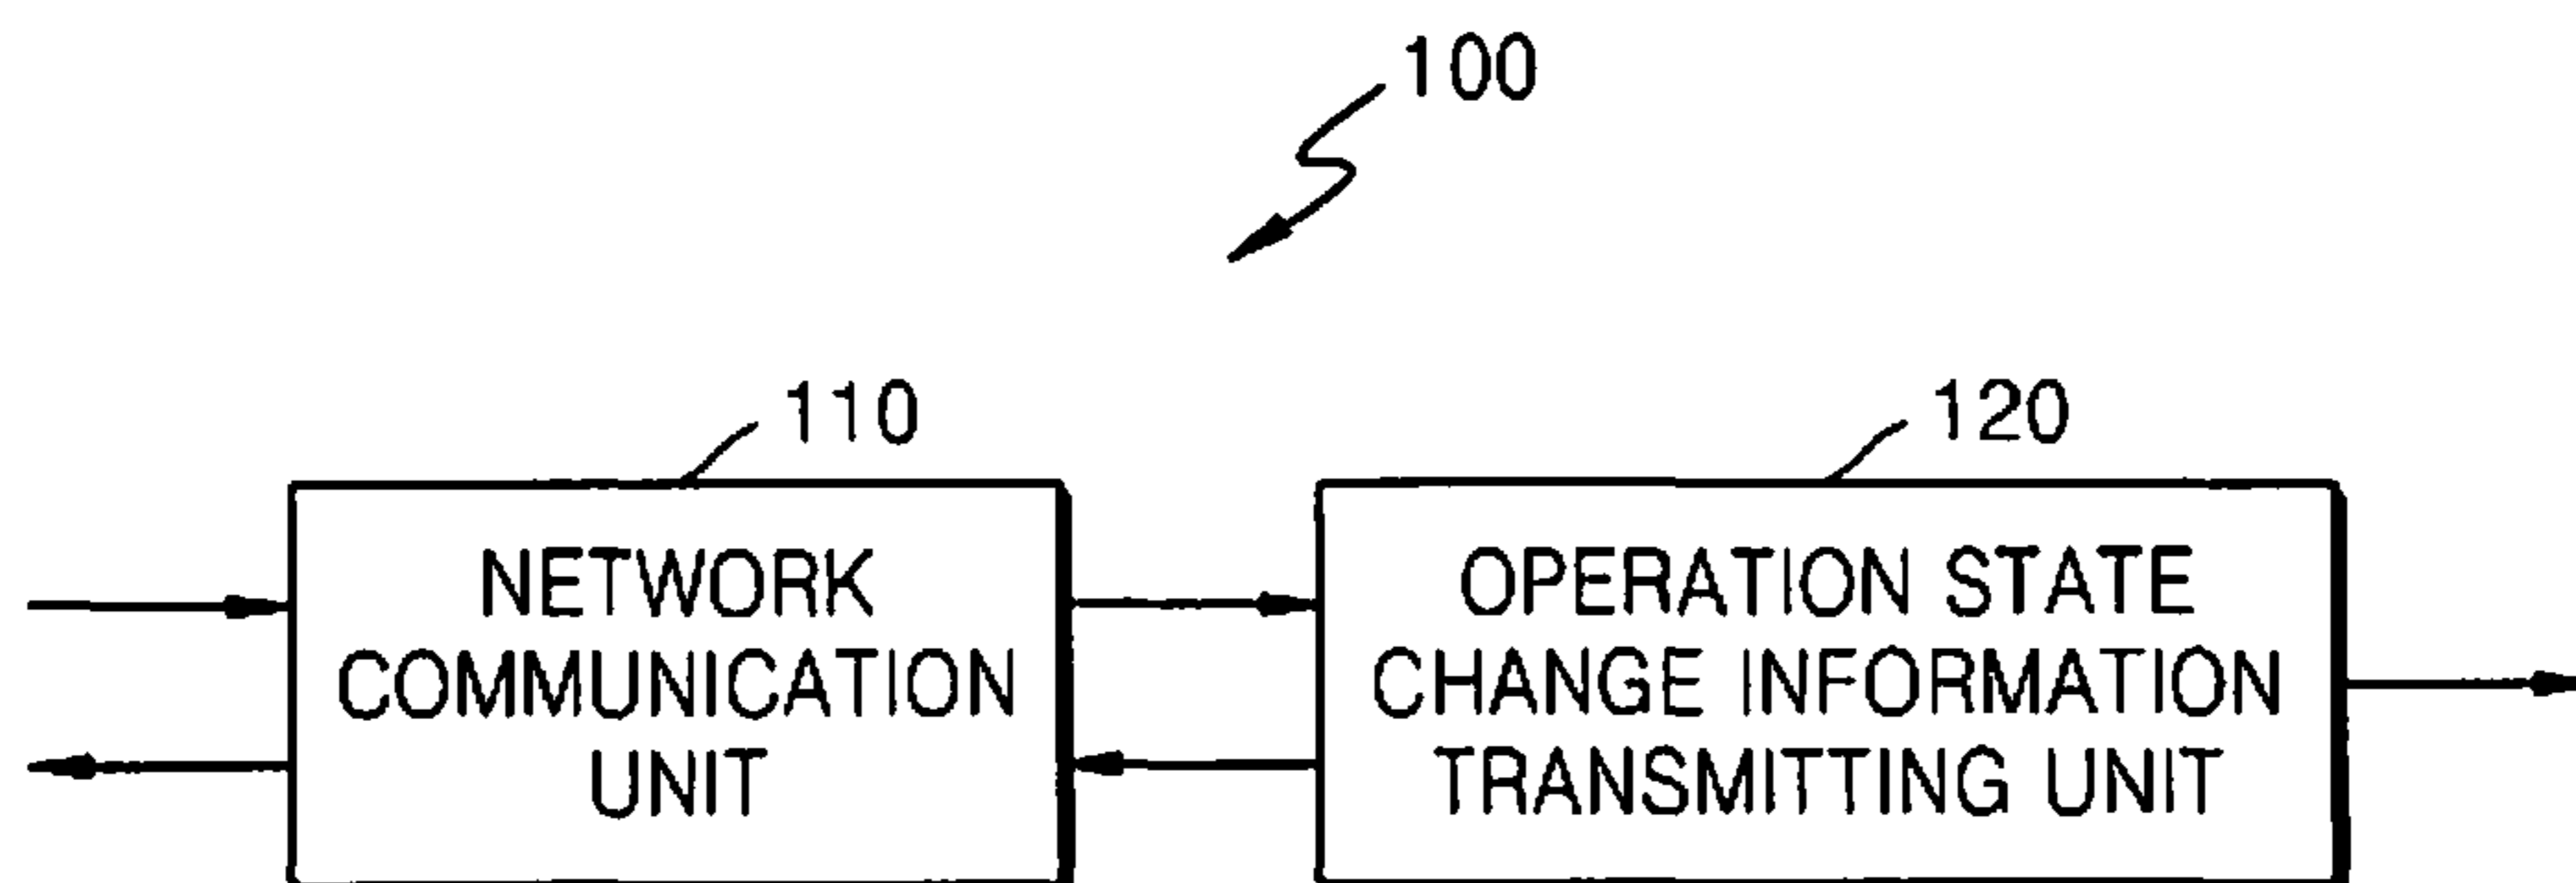 100
110
120
NETWORK
COMMUNICATION
UNIT
OPERATION STATE
CHANGE INFORMATION
TRANSMITTING UNIT